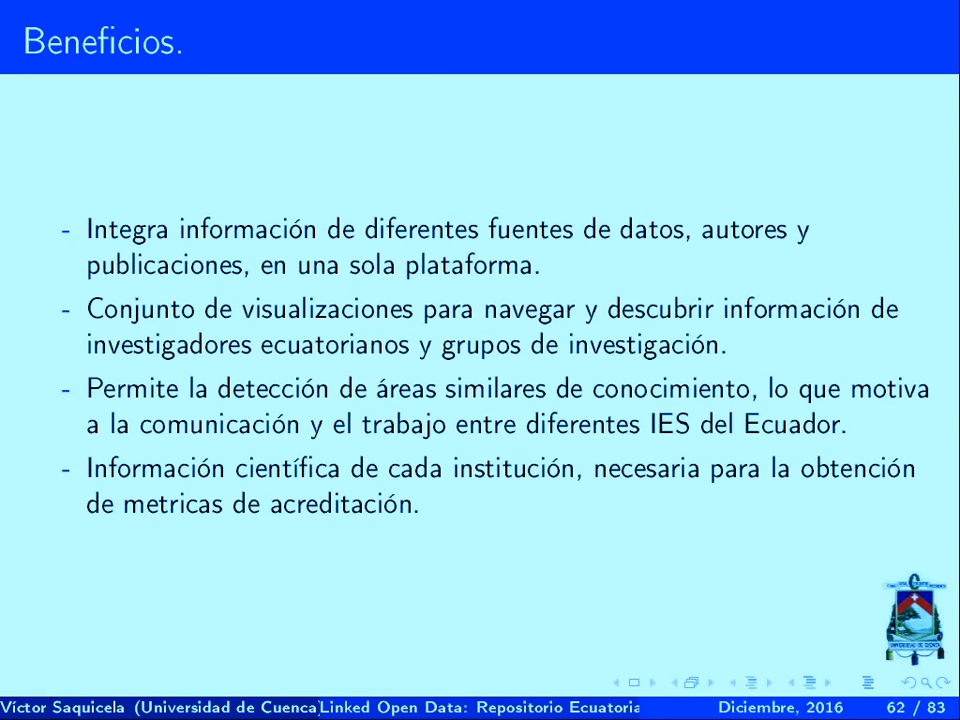 Beneficios.
- Integra información de diferentes fuentes de datos, autores y
publicaciones, en una sola plataforma.
- Conjunto de visualizaciones para navegar y descubrir información de
investigadores ecuatorianos y grupos de investigación.
- Permite la detección de áreas similares de conocimiento, lo que motiva
a la comunicación y el trabajo entre diferentes IES del Ecuador.
- Información científica de cada institución, necesaria para la obtención
de metricas de acreditación.
UNIVERSIDAD DE CUENCA
Víctor Saquicela (Universidad de Cuenca) Linked Open Data: Repositorio Ecuatoria Diciembre, 2016 62 / 83